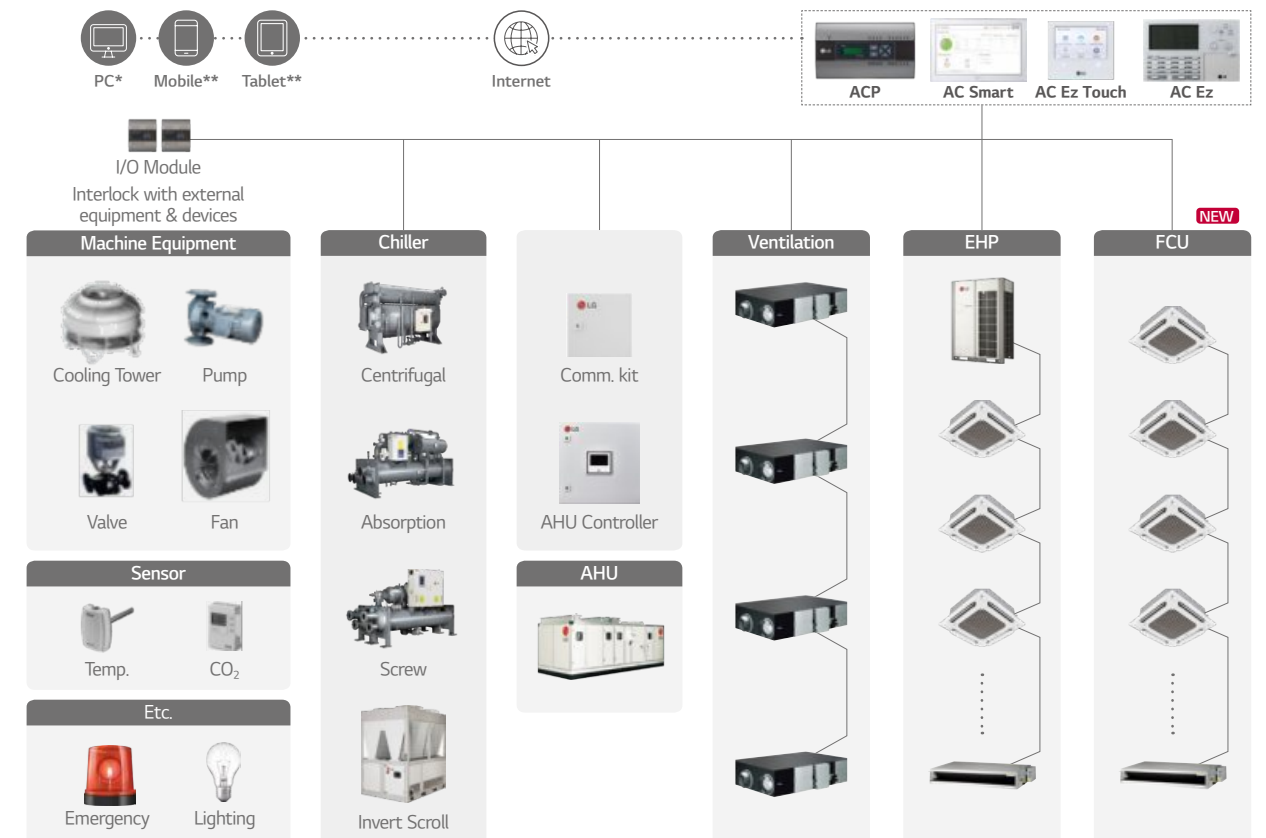 PC*
Mobile**
Tablet**
Internet
ACP
AC Smart
AC Ez Touch
AC Ez
I/O Module
Interlock with external
equipment & devices
NEW
Machine Equipment
Cooling Tower
Pump
Valve
Fan
Sensor
Temp.
CO₂
Etc.
Emergency
Lighting
Chiller
Centrifugal
Absorption
Screw
Invert Scroll
LG
Comm. kit
LG
AHU Controller
AHU
Ventilation
EHP
FCU